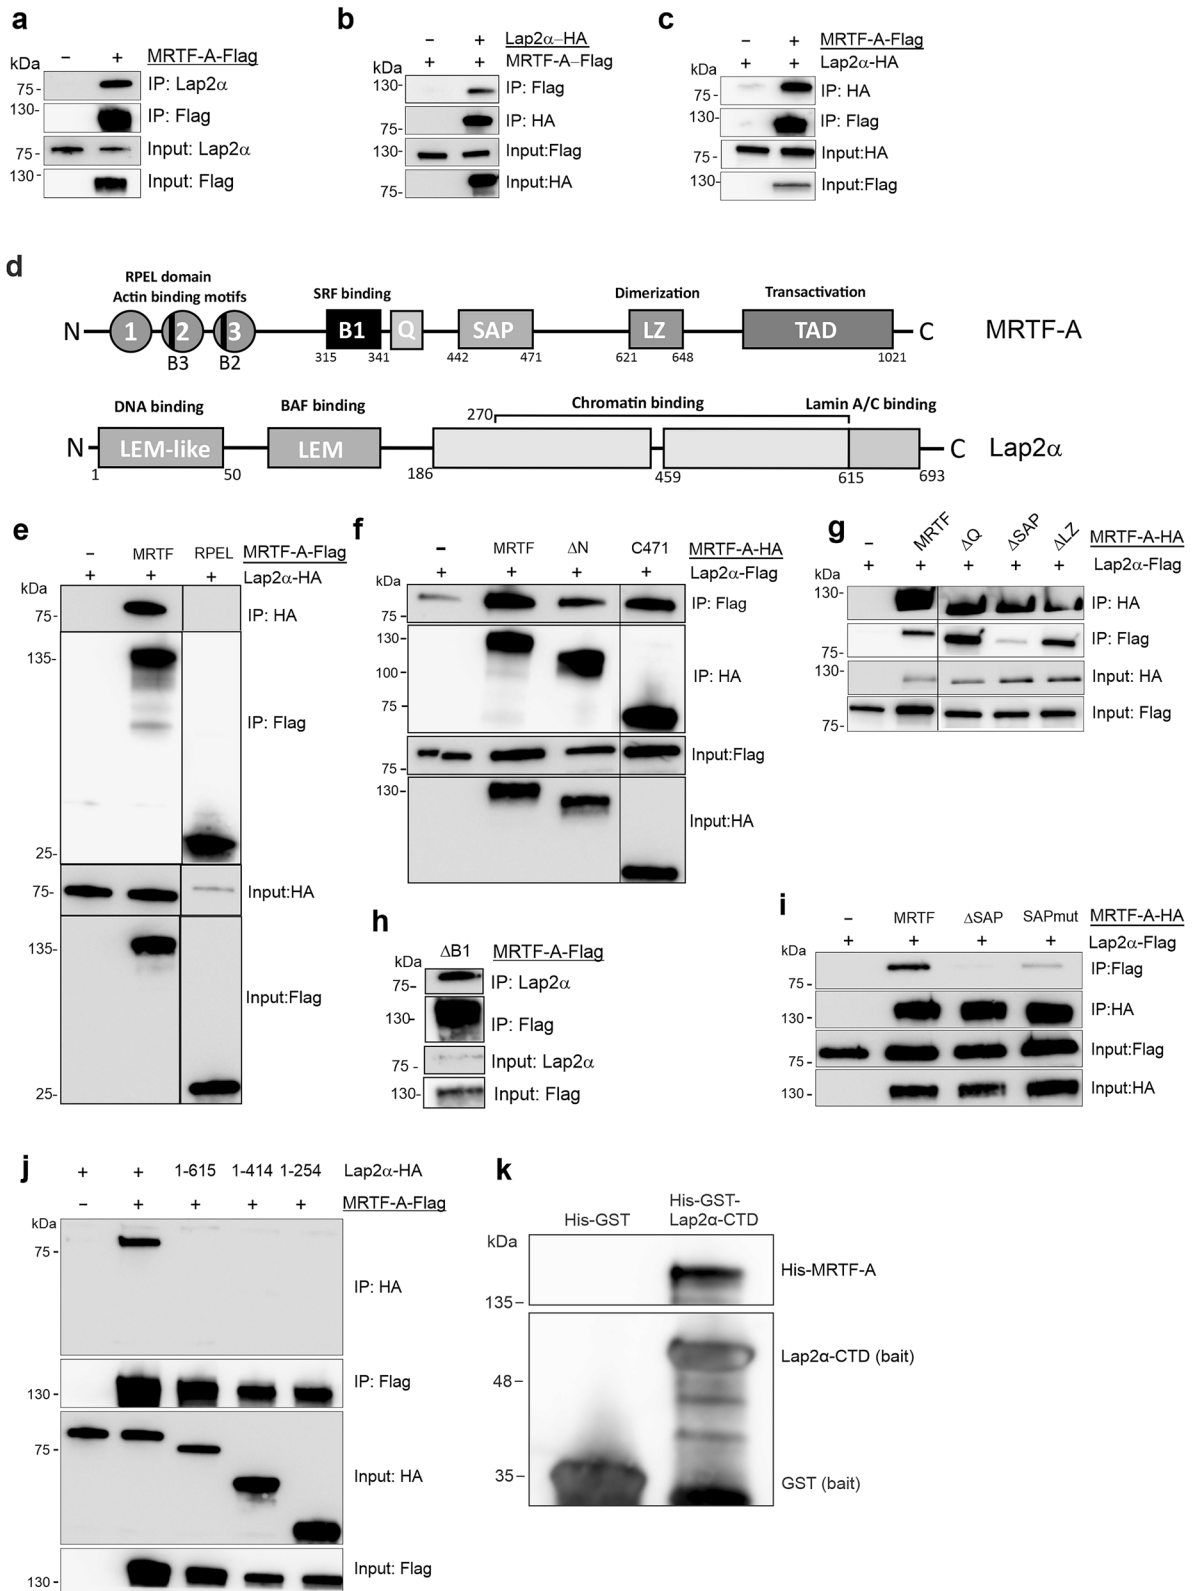 a
– + MRTF-A-Flag
kDa
75 - IP: Lap2α
130- IP: Flag
75 - Input: Lap2α
130 - Input: Flag
b
– + Lap2α–HA
kDa + + MRTF-A–Flag
130- IP: Flag
75- IP: HA
130- Input:Flag
75- Input:HA
c
– + MRTF-A-Flag
kDa + + Lap2α-HA
75 - IP: HA
130- IP: Flag
75 - Input:HA
130- Input:Flag
d
RPEL domain
Actin binding motifs SRF binding Dimerization Transactivation
N 1 2 3 B1 Q SAP LZ TAD C MRTF-A
B3 B2 315 341 442 471 621 648 1021
DNA binding BAF binding 270 Chromatin binding Lamin A/C binding
N LEM-like LEM C Lap2α
1 50 186 459 615 693
e
– MRTF RPEL MRTF-A-Flag
+ + + Lap2α-HA
kDa
75- IP: HA
135-
IP: Flag
25-
75- Input:HA
135-
Input:Flag
25-
f
– MRTF ΔN C471 MRTF-A-HA
+ + + + Lap2α-Flag
kDa
75 - IP: Flag
130 -
100 - IP: HA
75 -
75 - Input:Flag
130 -
Input:HA
g
– MRTF ΔQ ΔSAP ΔLZ MRTF-A-HA
+ + + + + Lap2α-Flag
kDa
130- IP: HA
75- IP: Flag
130- Input: HA
75- Input: Flag
h
ΔB1 MRTF-A-Flag
kDa
75- IP: Lap2α
130- IP: Flag
75 - Input: Lap2α
130- Input: Flag
i
– MRTF ΔSAP SAPmut MRTF-A-HA
+ + + + Lap2α-Flag
kDa
75 - IP:Flag
130 - IP:HA
75 - Input:Flag
130 - Input:HA
j
+ + 1-615 1-414 1-254 Lap2α-HA
– + + + + MRTF-A-Flag
kDa
75 -
IP: HA
130 - IP: Flag
75 -
Input: HA
130 - Input: Flag
k
His-GST His-GST-
Lap2α-CTD
kDa
His-MRTF-A
135–
Lap2α-CTD (bait)
48–
35–
GST (bait)